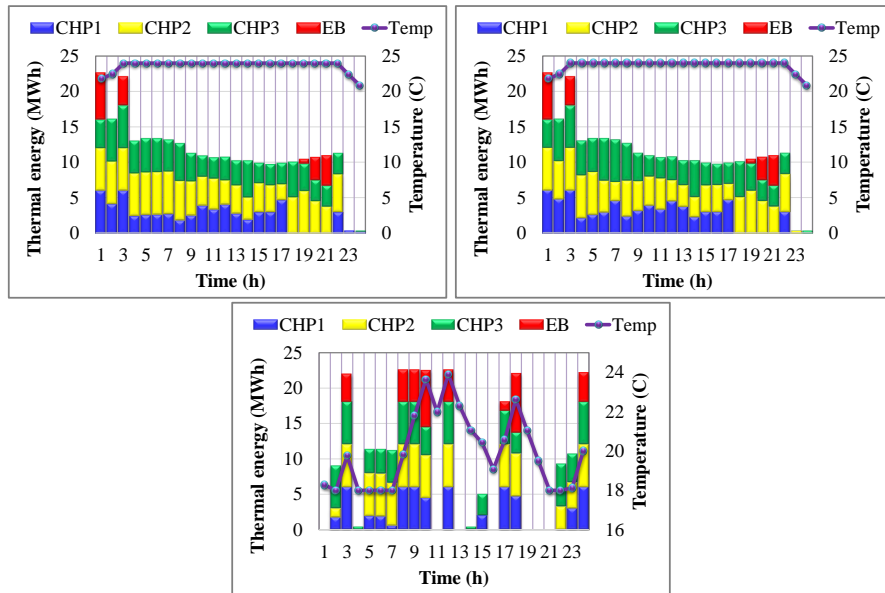 CHP1 CHP2 CHP3 EB Temp
25 25
20 20
15 15
10 10
5 5
0 0
1 3 5 7 9 11 13 15 17 19 21 23
Thermal energy (MWh)
Temperature (C)
Time (h)
CHP1 CHP2 CHP3 EB Temp
25 25
20 20
15 15
10 10
5 5
0 0
1 3 5 7 9 11 13 15 17 19 21 23
Thermal energy (MWh)
Temperature (C)
Time (h)
CHP1 CHP2 CHP3 EB Temp
25
20
15
10
5
0
24
22
20
18
16
1 3 5 7 9 11 13 15 17 19 21 23
Thermal energy (MWh)
Temperature (C)
Time (h)